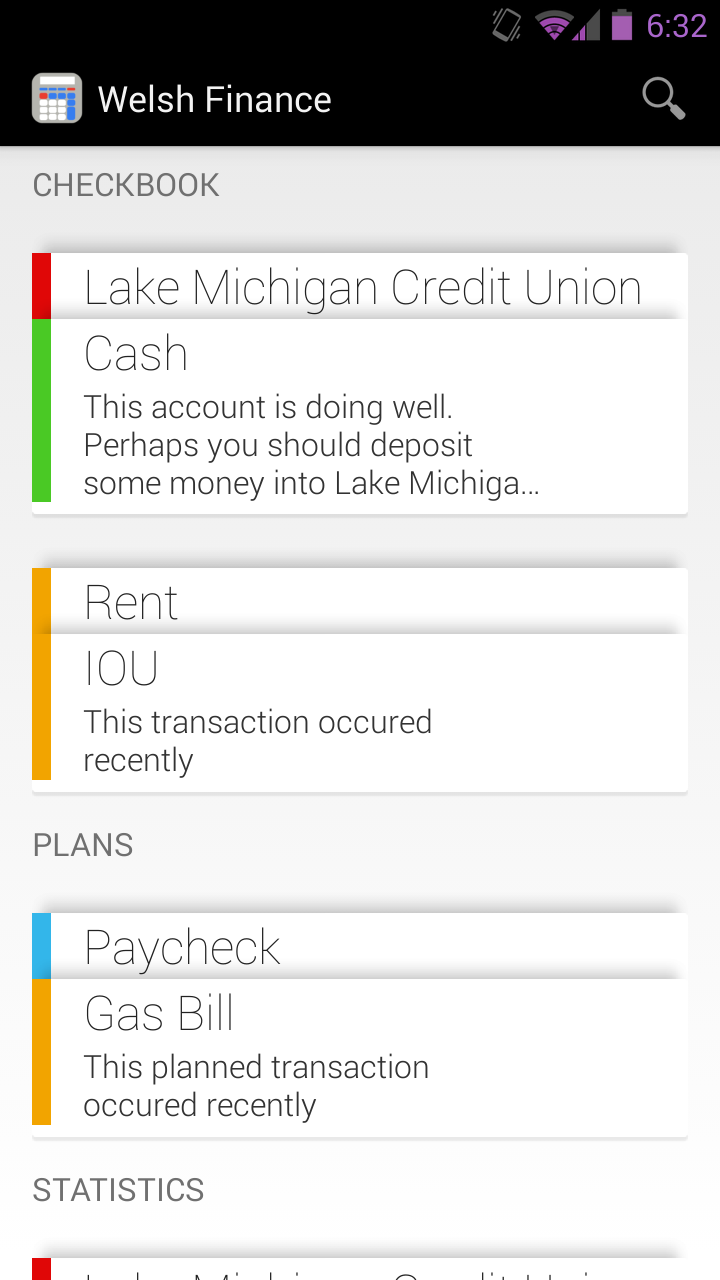 6:32
Welsh Finance
CHECKBOOK
Lake Michigan Credit Union
Cash
This account is doing well.
Perhaps you should deposit
some money into Lake Michiga...
Rent
IOU
This transaction occured
recently
PLANS
Paycheck
Gas Bill
This planned transaction
occured recently
STATISTICS